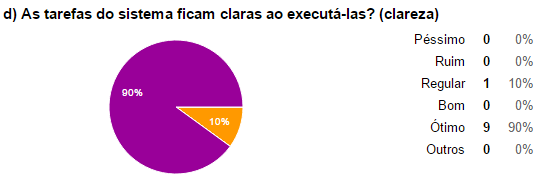 d) As tarefas do sistema ficam claras ao executá-las? (clareza)
90%
10%
Péssimo 0 0%
Ruim 0 0%
Regular 1 10%
Bom 0 0%
Ótimo 9 90%
Outros 0 0%